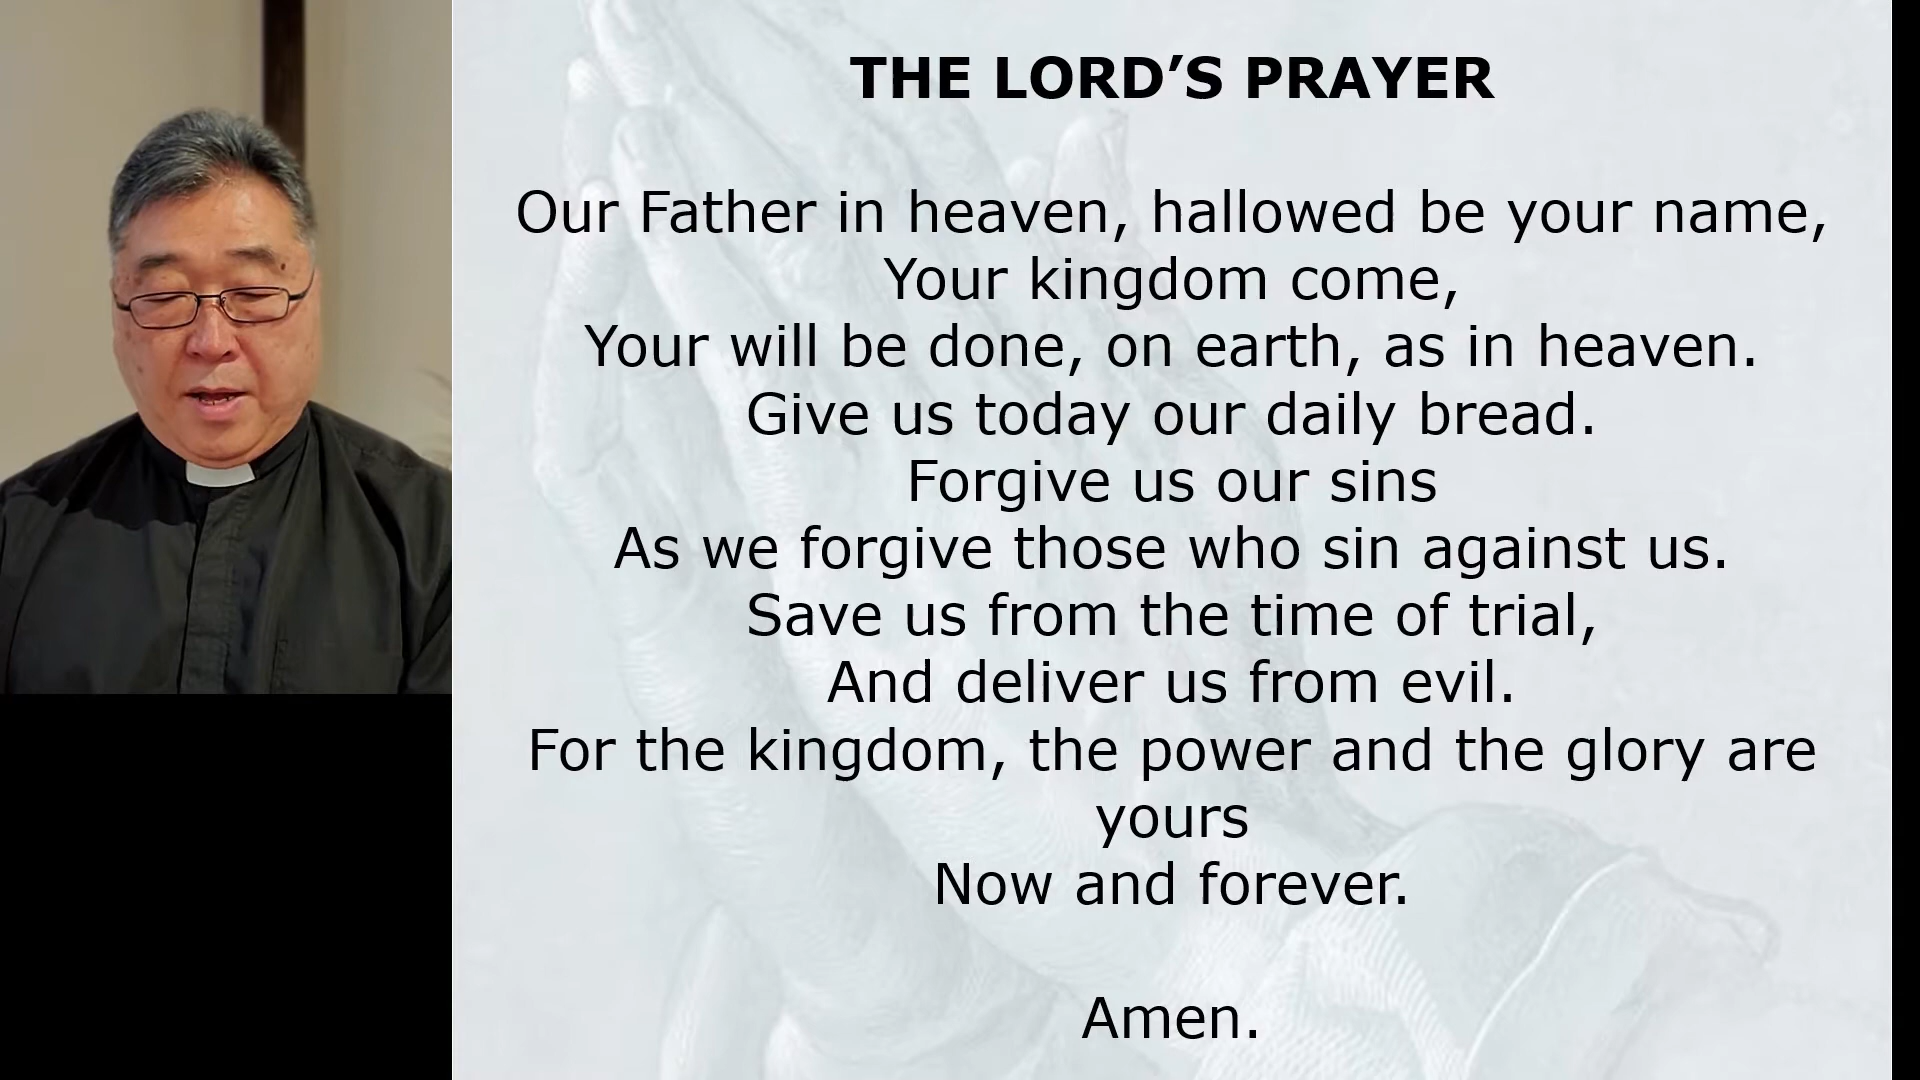 THE LORD’S PRAYER
Our Father in heaven, hallowed be your name,
Your kingdom come,
Your will be done, on earth, as in heaven.
Give us today our daily bread.
Forgive us our sins
As we forgive those who sin against us.
Save us from the time of trial,
And deliver us from evil.
For the kingdom, the power and the glory are
yours
Now and forever.
Amen.